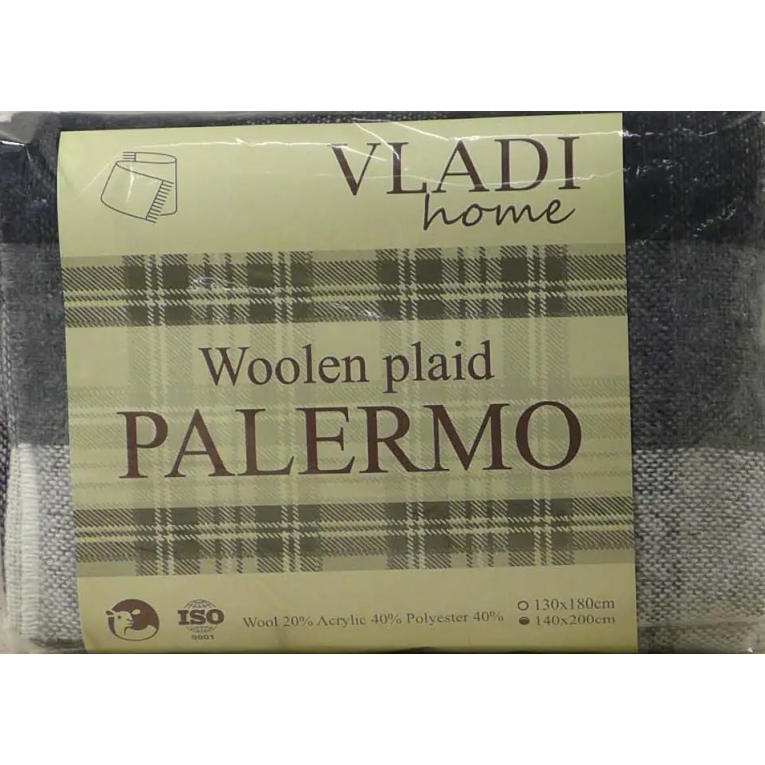 VLADI
home
Woolen plaid
PALERMO
ISO
9001
Wool 20% Acrylic 40% Polyester 40%
130x180cm
140x200cm